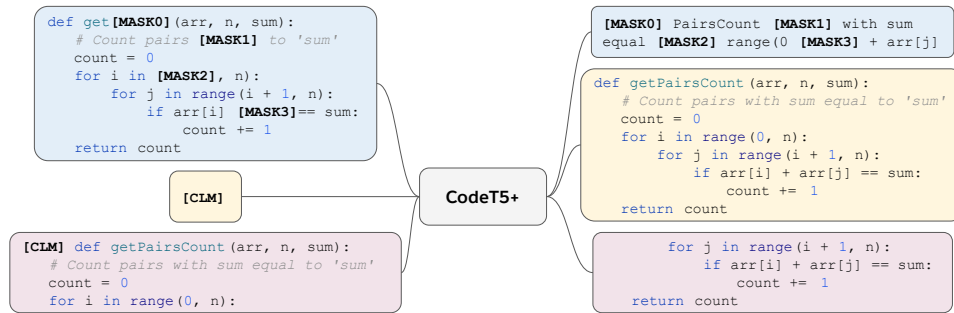 def get[MASK0](arr, n, sum):
# Count pairs [MASK1] to 'sum'
count = 0
for i in [MASK2], n):
for j in range(i + 1, n):
if arr[i] [MASK3]== sum:
count += 1
return count
[CLM]
[CLM] def getPairsCount(arr, n, sum):
# Count pairs with sum equal to 'sum'
count = 0
for i in range(0, n):
CodeT5+
[MASK0] PairsCount [MASK1] with sum
equal [MASK2] range(0 [MASK3] + arr[j]
def getPairsCount(arr, n, sum):
# Count pairs with sum equal to 'sum'
count = 0
for i in range(0, n):
for j in range(i + 1, n):
if arr[i] + arr[j] == sum:
count += 1
return count
for j in range(i + 1, n):
if arr[i] + arr[j] == sum:
count += 1
return count